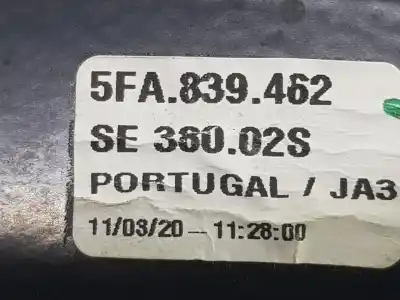 5FA.839.462
SE 380.02S
PORTUGAL / JA3
11/03/20 – 11:28:00